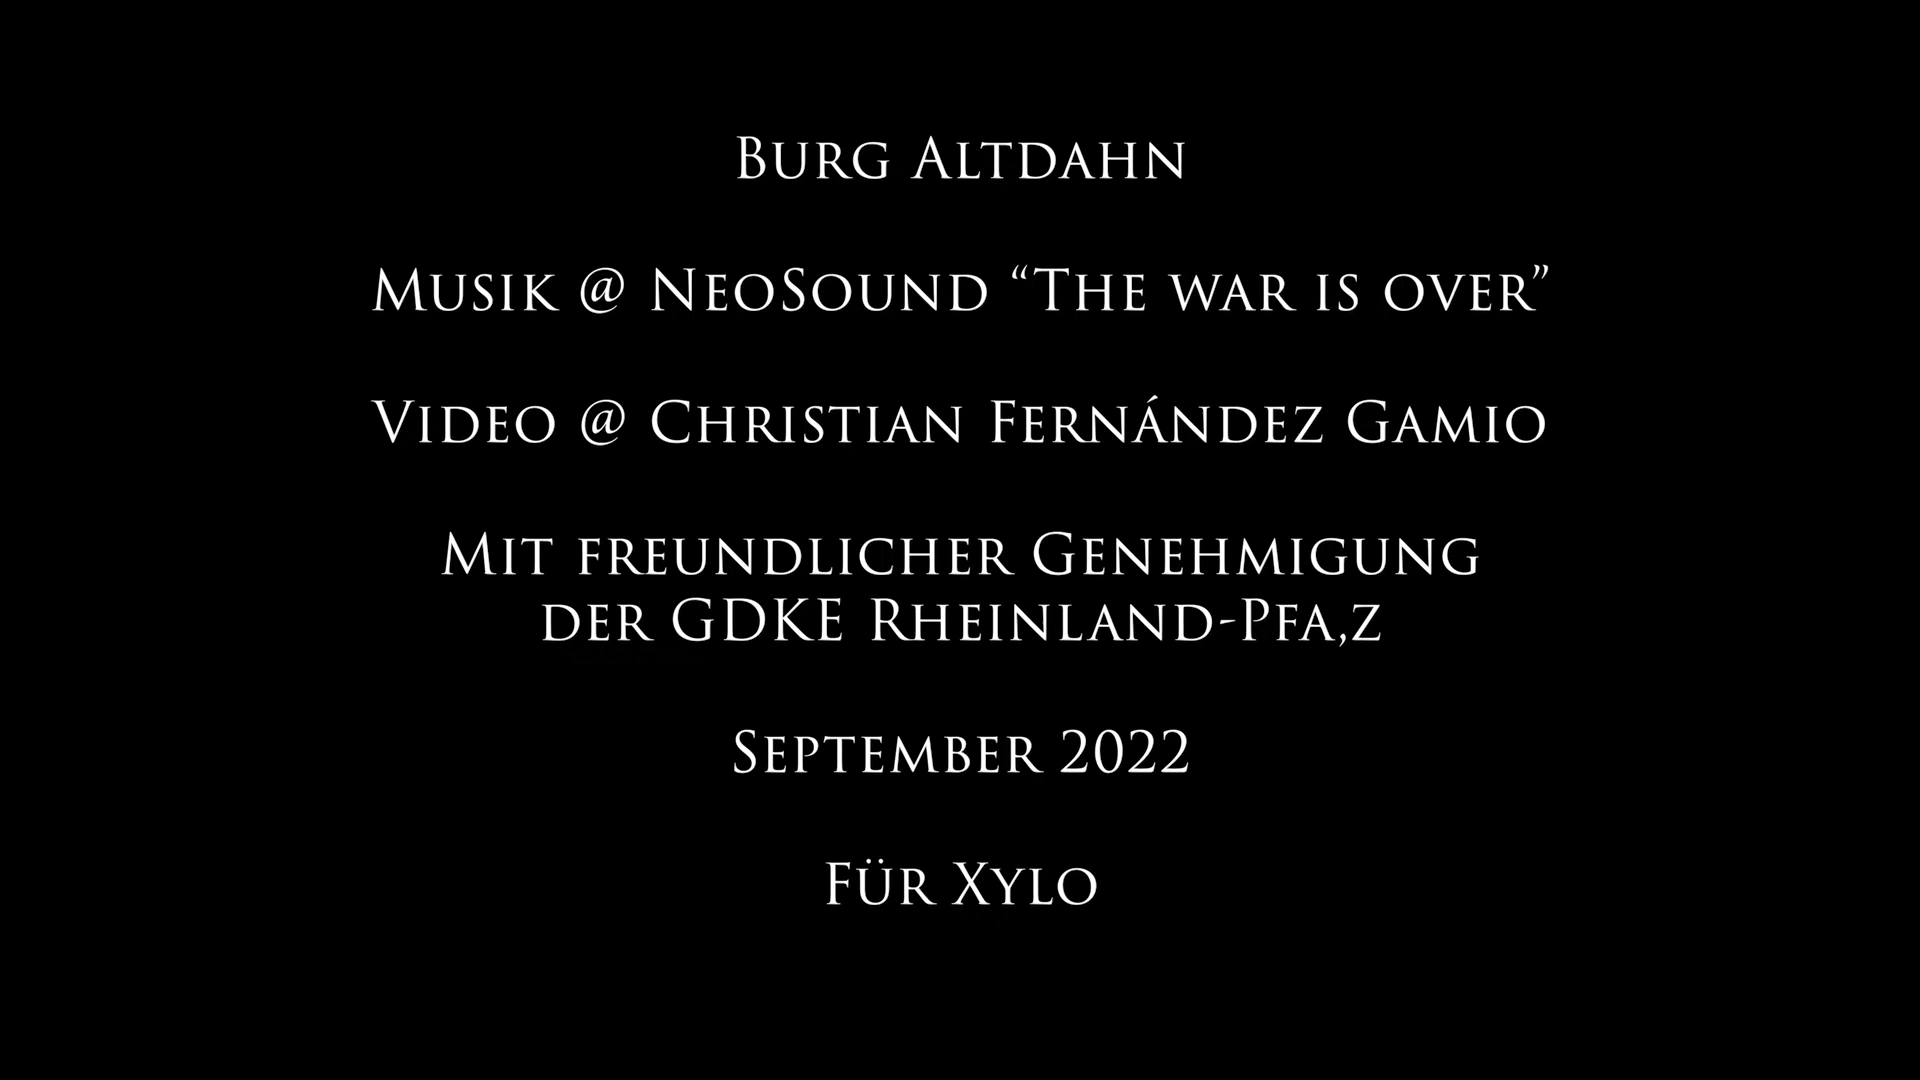 Burg Altdahn
Musik @ NeoSound “The war is over”
Video @ Christian Fernández Gamio
Mit freundlicher Genehmigung
der GDKE Rheinland-Pfa,z
September 2022
Für Xylo